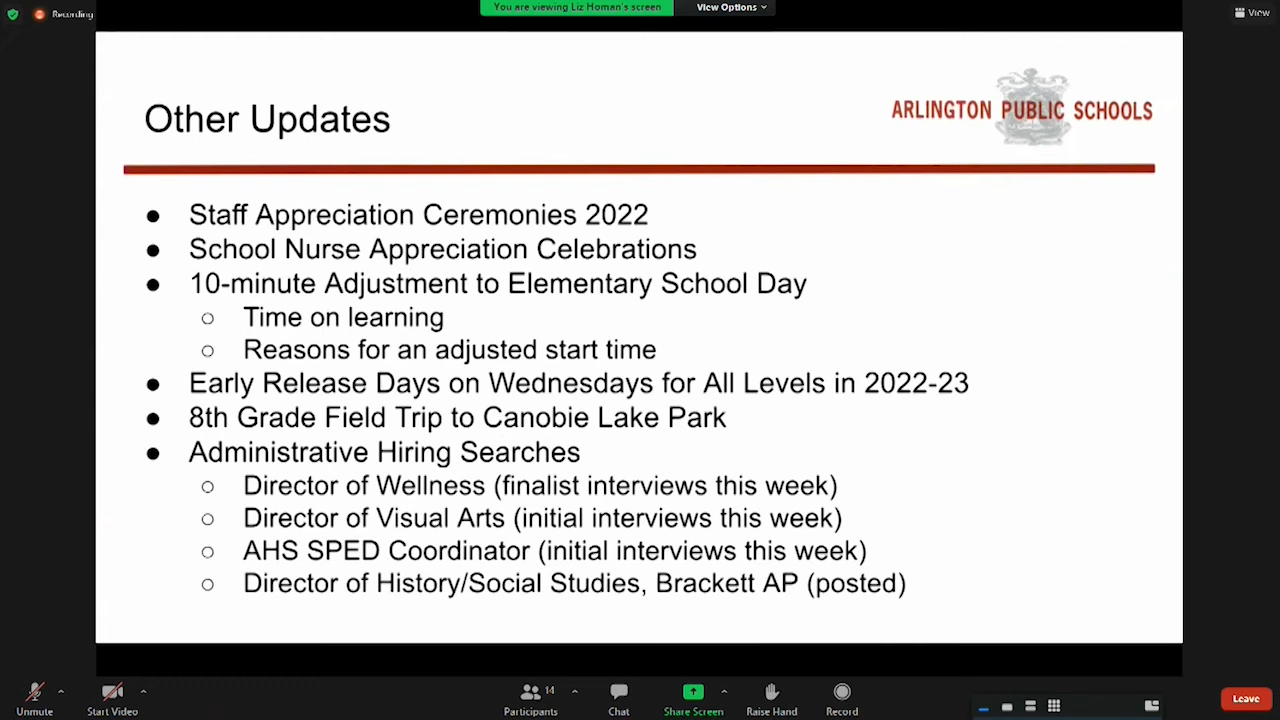 Recording
You are viewing Liz Homan's screen
View Options
View
Other Updates
ARLINGTON PUBLIC SCHOOLS
● Staff Appreciation Ceremonies 2022
● School Nurse Appreciation Celebrations
● 10-minute Adjustment to Elementary School Day
○ Time on learning
○ Reasons for an adjusted start time
● Early Release Days on Wednesdays for All Levels in 2022-23
● 8th Grade Field Trip to Canobie Lake Park
● Administrative Hiring Searches
○ Director of Wellness (finalist interviews this week)
○ Director of Visual Arts (initial interviews this week)
○ AHS SPED Coordinator (initial interviews this week)
○ Director of History/Social Studies, Brackett AP (posted)
14
Unmute
Start Video
Participants
Chat
Share Screen
Raise Hand
Record
Leave